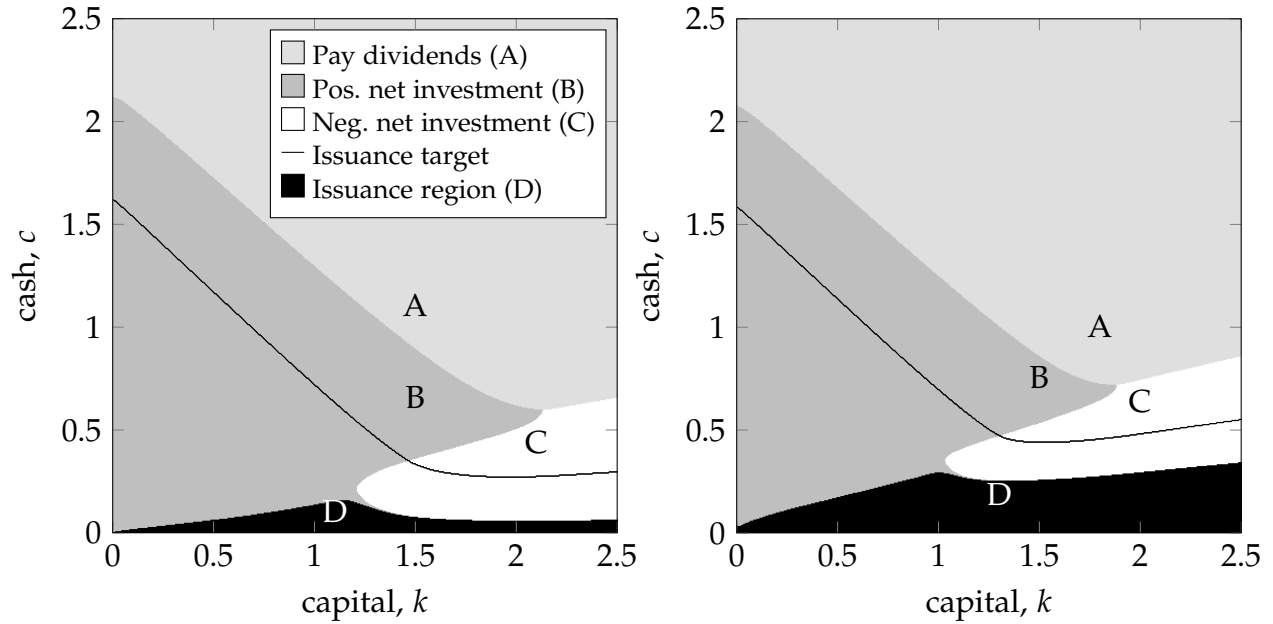 2.5
2
1.5
1
0.5
0
0
0.5
1
1.5
2
2.5
cash, c
capital, k
Pay dividends (A)
Pos. net investment (B)
Neg. net investment (C)
Issuance target
Issuance region (D)
A
B
C
D
2.5
2
1.5
1
0.5
0
0
0.5
1
1.5
2
2.5
cash, c
capital, k
A
B
C
D